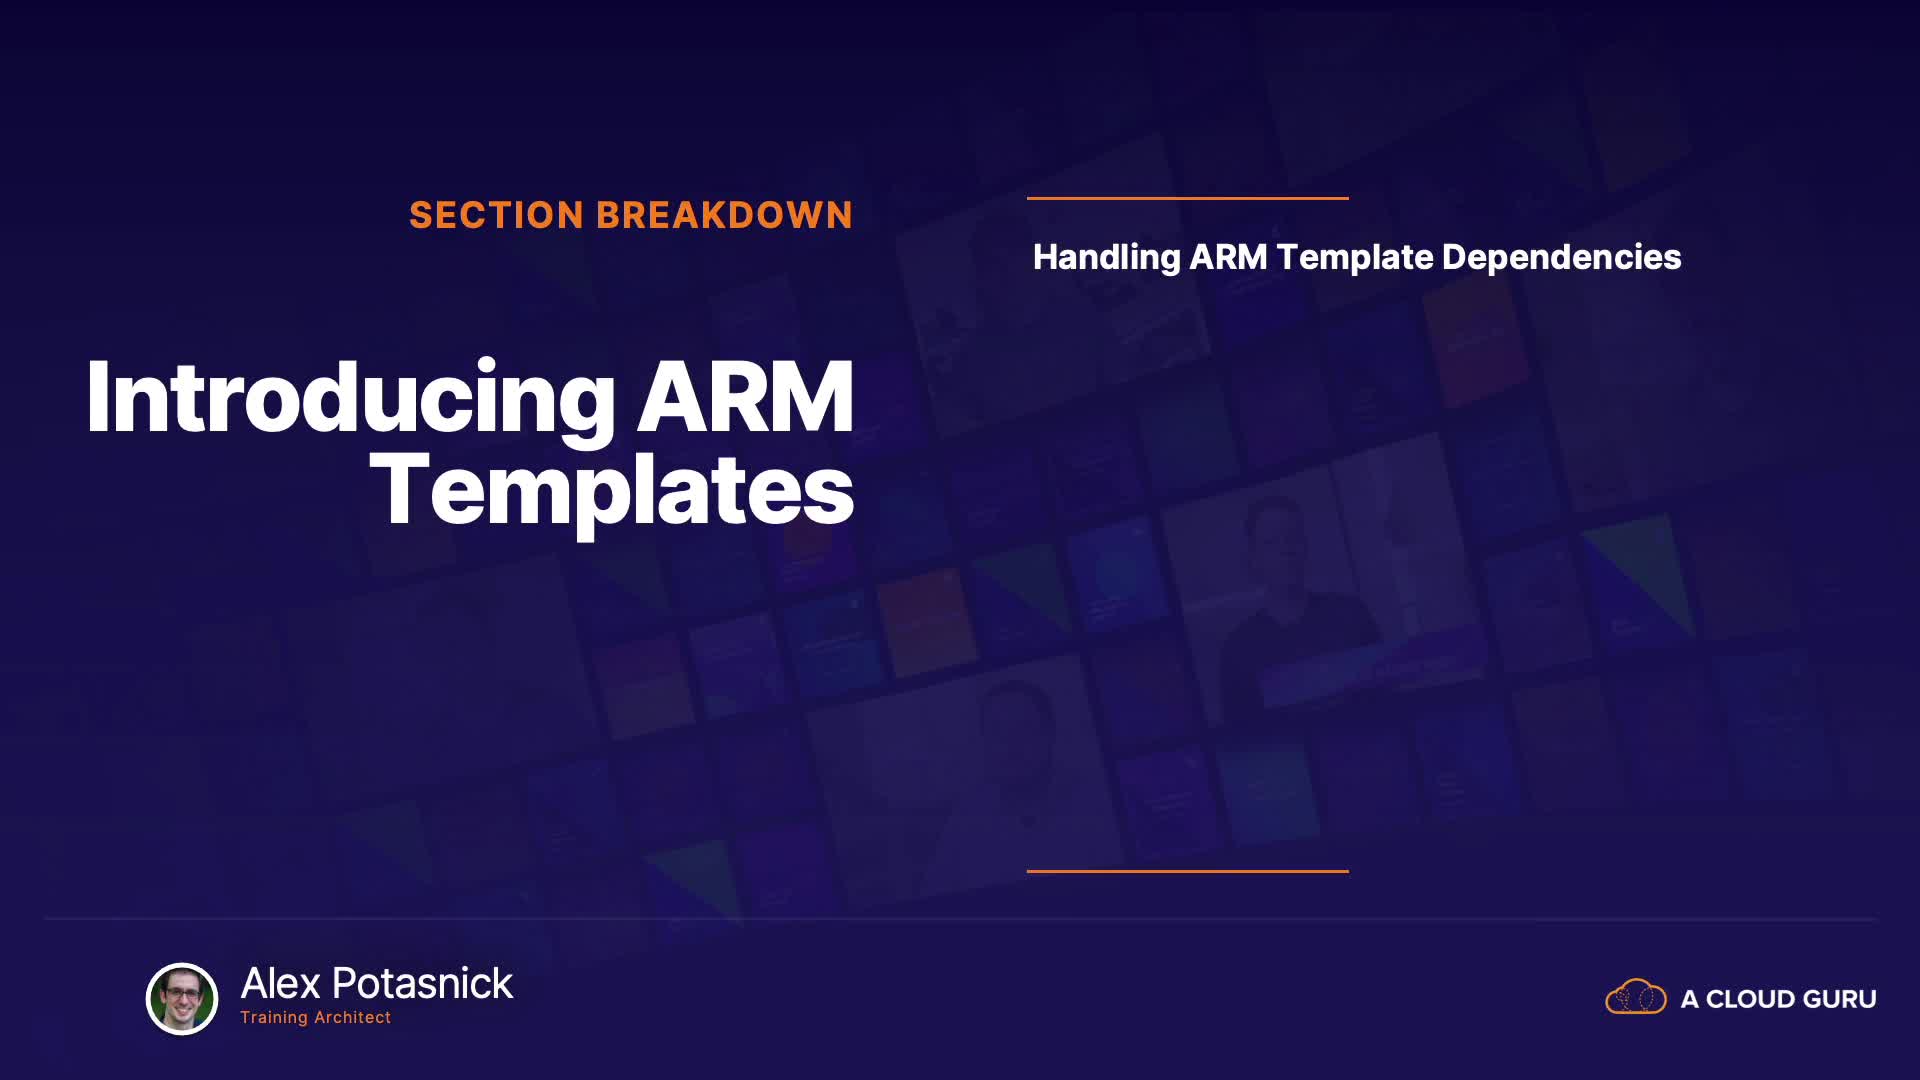 SECTION BREAKDOWN
Introducing ARM
Templates
Handling ARM Template Dependencies
Alex Potasnick
Training Architect
A CLOUD GURU